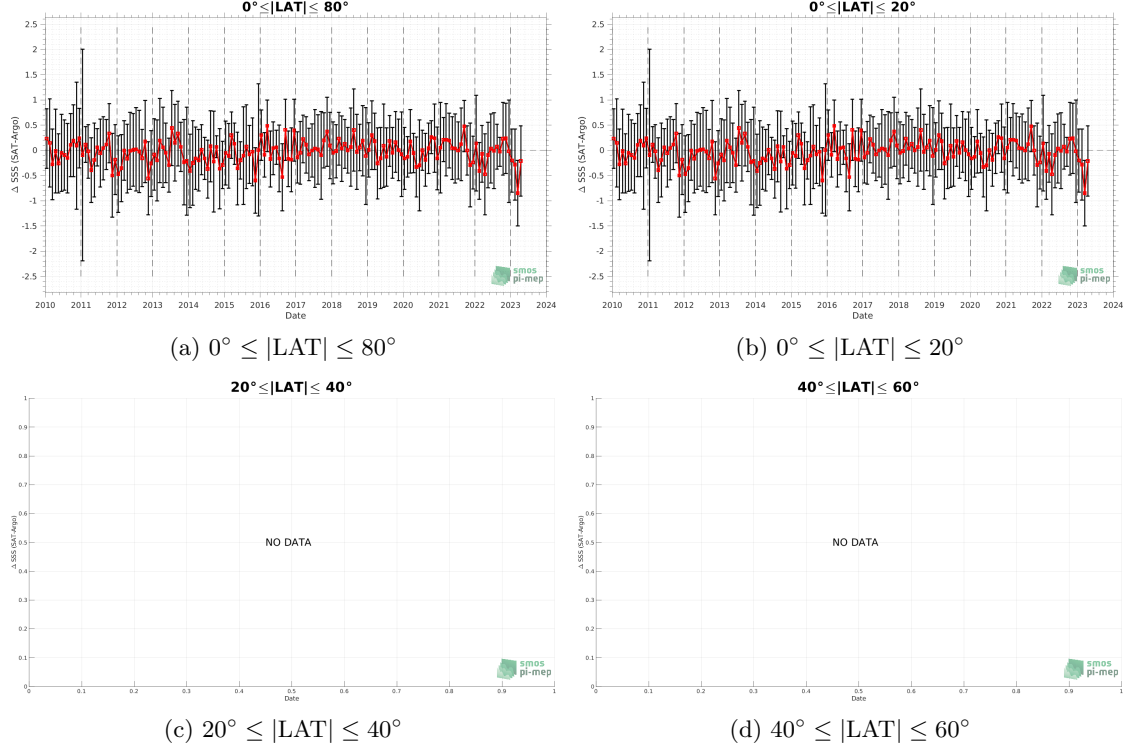 0°≤|LAT|≤ 80°
Δ SSS (SAT-Argo)
2.5
2
1.5
1
0.5
0
-0.5
-1
-1.5
-2
-2.5
2010 2011 2012 2013 2014 2015 2016 2017 2018 2019 2020 2021 2022 2023 2024
Date
smos
pi-mep
(a) 0° ≤ |LAT| ≤ 80°
0°≤|LAT|≤ 20°
Δ SSS (SAT-Argo)
2.5
2
1.5
1
0.5
0
-0.5
-1
-1.5
-2
-2.5
2010 2011 2012 2013 2014 2015 2016 2017 2018 2019 2020 2021 2022 2023 2024
Date
smos
pi-mep
(b) 0° ≤ |LAT| ≤ 20°
20°≤|LAT|≤ 40°
Δ SSS (SAT-Argo)
1
0.9
0.8
0.7
0.6
0.5
0.4
0.3
0.2
0.1
0
NO DATA
0 0.1 0.2 0.3 0.4 0.5 0.6 0.7 0.8 0.9 1
Date
smos
pi-mep
(c) 20° ≤ |LAT| ≤ 40°
40°≤|LAT|≤ 60°
Δ SSS (SAT-Argo)
1
0.9
0.8
0.7
0.6
0.5
0.4
0.3
0.2
0.1
0
NO DATA
0 0.1 0.2 0.3 0.4 0.5 0.6 0.7 0.8 0.9 1
Date
smos
pi-mep
(d) 40° ≤ |LAT| ≤ 60°